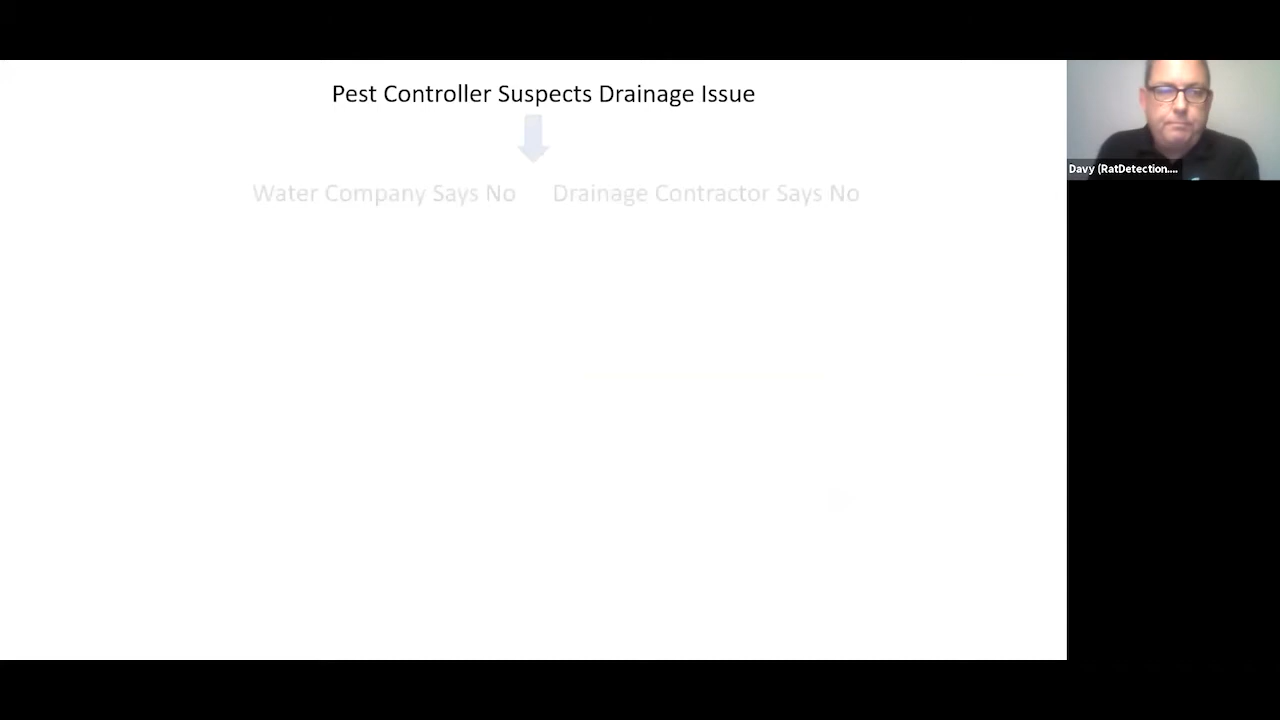 Pest Controller Suspects Drainage Issue
Water Company Says No Drainage Contractor Says No
Davy (RatDetection....